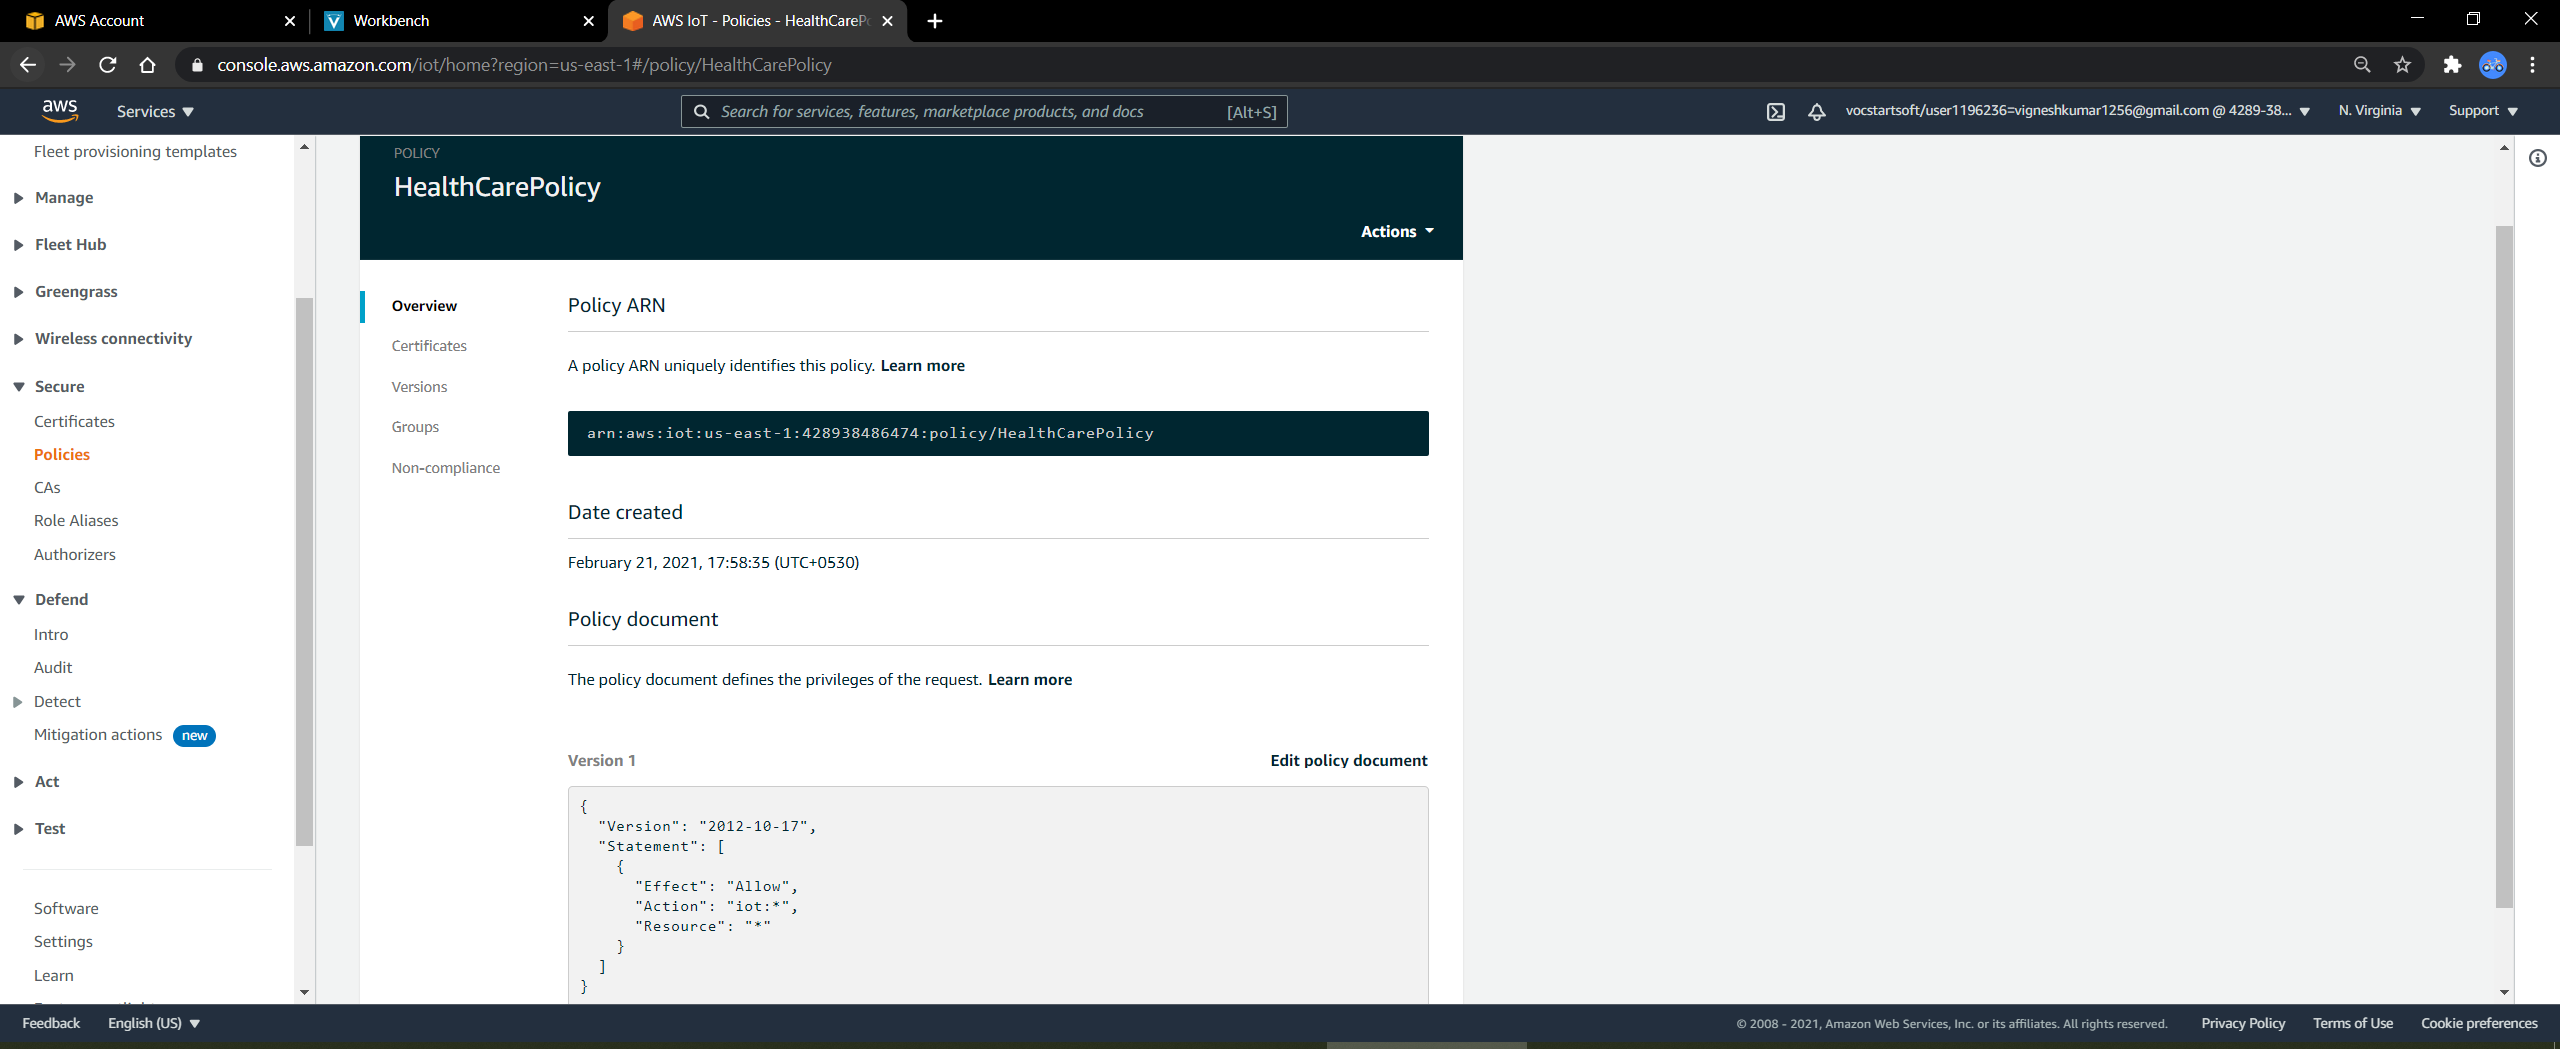 AWS Account
Workbench
AWS IoT - Policies - HealthCareP
console.aws.amazon.com/iot/home?region=us-east-1#/policy/HealthCarePolicy
aws
Services
Search for services, features, marketplace products, and docs [Alt+S]
vocstartsoft/user1196236=vigneshkumar1256@gmail.com @ 4289-38...
N. Virginia
Support
Fleet provisioning templates
Manage
Fleet Hub
Greengrass
Wireless connectivity
Secure
Certificates
Policies
CAs
Role Aliases
Authorizers
Defend
Intro
Audit
Detect
Mitigation actions new
Act
Test
Software
Settings
Learn
POLICY
HealthCarePolicy
Actions
Overview
Certificates
Versions
Groups
Non-compliance
Policy ARN
A policy ARN uniquely identifies this policy. Learn more
arn:aws:iot:us-east-1:428938486474:policy/HealthCarePolicy
Date created
February 21, 2021, 17:58:35 (UTC+0530)
Policy document
The policy document defines the privileges of the request. Learn more
Version 1
Edit policy document
{
"Version": "2012-10-17",
"Statement": [
{
"Effect": "Allow",
"Action": "iot:*",
"Resource": "*"
}
]
}
Feedback
English (US)
© 2008 - 2021, Amazon Web Services, Inc. or its affiliates. All rights reserved.
Privacy Policy
Terms of Use
Cookie preferences